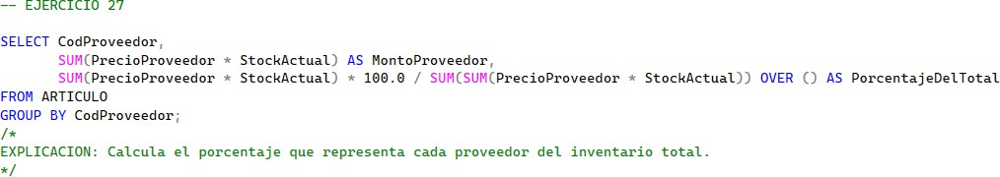 -- EJERCICIO 27
SELECT CodProveedor,
SUM(PrecioProveedor * StockActual) AS MontoProveedor,
SUM(PrecioProveedor * StockActual) * 100.0 / SUM(SUM(PrecioProveedor * StockActual)) OVER () AS PorcentajeDelTotal
FROM ARTICULO
GROUP BY CodProveedor;
/*
EXPLICACION: Calcula el porcentaje que representa cada proveedor del inventario total.
*/